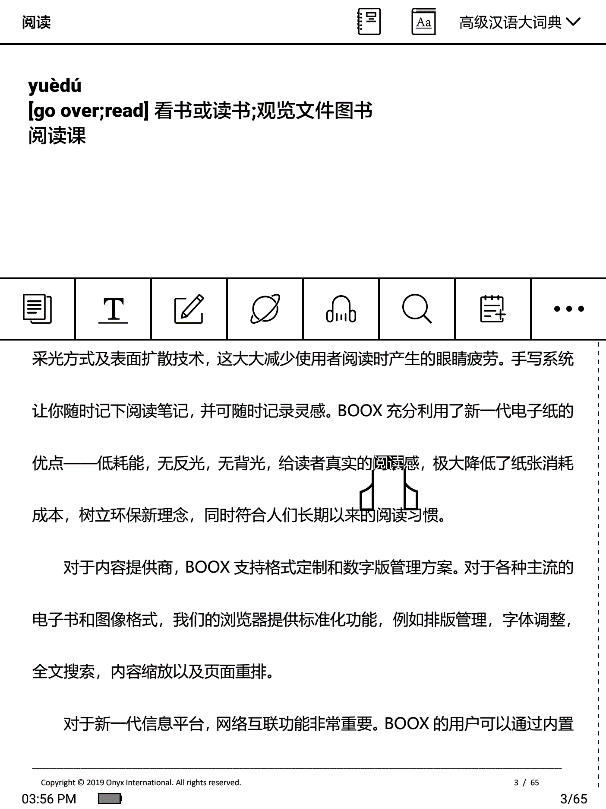 阅读
Aa
高级汉语大词典
yuèdú
[go over;read] 看书或读书;观览文件图书
阅读课
T
采光方式及表面扩散技术，这大大减少使用者阅读时产生的眼睛疲劳。手写系统
让你随时记下阅读笔记，并可随时记录灵感。BOOX 充分利用了新一代电子纸的
优点——低耗能，无反光，无背光，给读者真实的阅读感，极大降低了纸张消耗
成本，树立环保新理念，同时符合人们长期以来的阅读习惯。
对于内容提供商，BOOX 支持格式定制和数字版管理方案。对于各种主流的
电子书和图像格式，我们的浏览器提供标准化功能，例如排版管理，字体调整，
全文搜索，内容缩放以及页面重排。
对于新一代信息平台，网络互联功能非常重要。BOOX 的用户可以通过内置
Copyright © 2019 Onyx International. All rights reserved.
3 / 65
03:56 PM
3/65